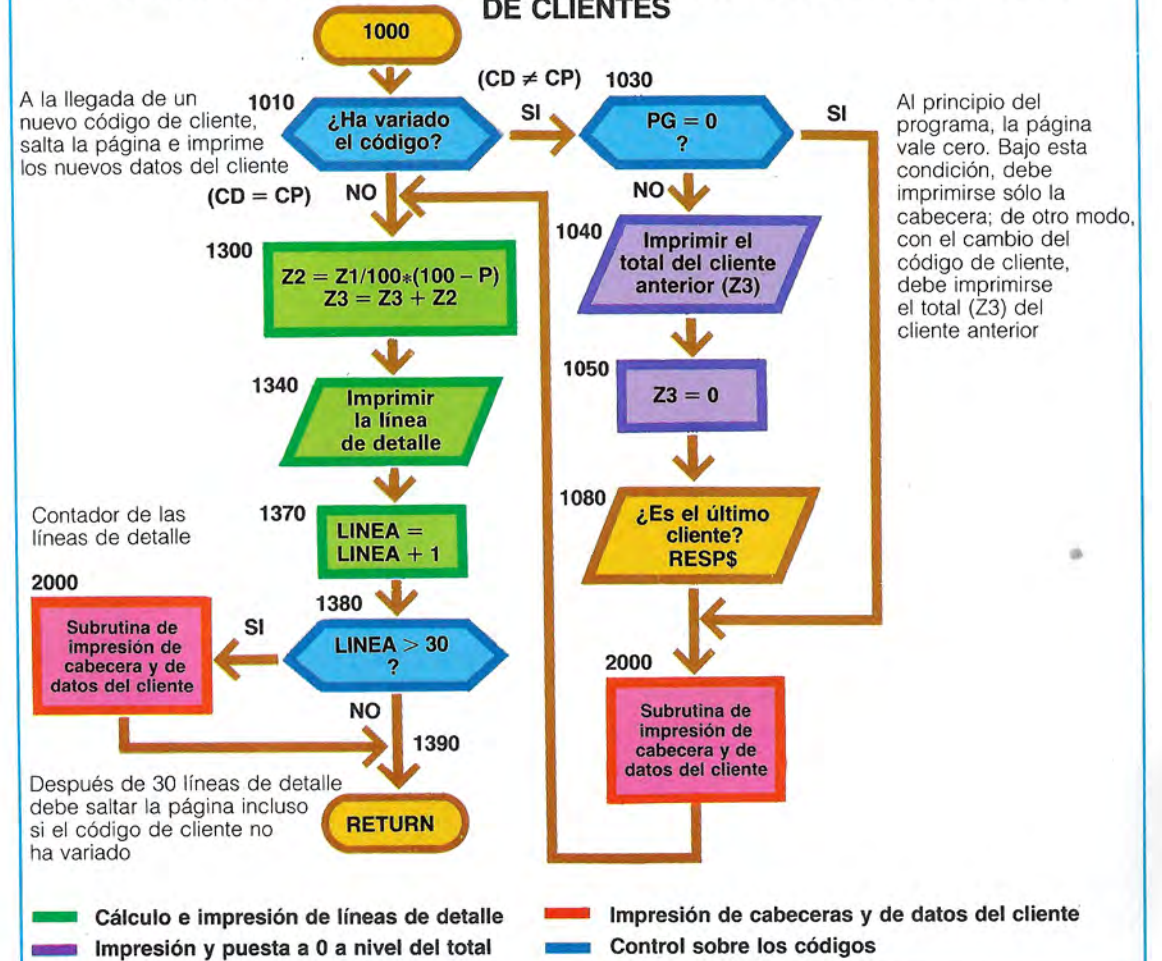 DE CLIENTES
1000
A la llegada de un
nuevo código de cliente,
salta la página e imprime
los nuevos datos del cliente
1010
¿Ha variado
el código?
(CD ≠ CP)
SI
1030
PG = 0
?
SI
Al principio del
programa, la página
vale cero. Bajo esta
condición, debe
imprimirse sólo la
cabecera; de otro modo,
con el cambio del
código de cliente,
debe imprimirse
el total (Z3) del
cliente anterior
(CD = CP)
NO
NO
1300
Z2 = Z1/100*(100 – P)
Z3 = Z3 + Z2
1040
Imprimir el
total del cliente
anterior (Z3)
1340
Imprimir
la línea
de detalle
1050
Z3 = 0
Contador de las
líneas de detalle
1370
LINEA =
LINEA + 1
1080
¿Es el último
cliente?
RESP$
2000
Subrutina de
impresión de
cabecera y de
datos del cliente
SI
1380
LINEA > 30
?
2000
Subrutina de
impresión de
cabecera y de
datos del cliente
NO
1390
Después de 30 líneas de detalle
debe saltar la página incluso
si el código de cliente no
ha variado
RETURN
Cálculo e impresión de líneas de detalle
Impresión de cabeceras y de datos del cliente
Impresión y puesta a 0 a nivel del total
Control sobre los códigos